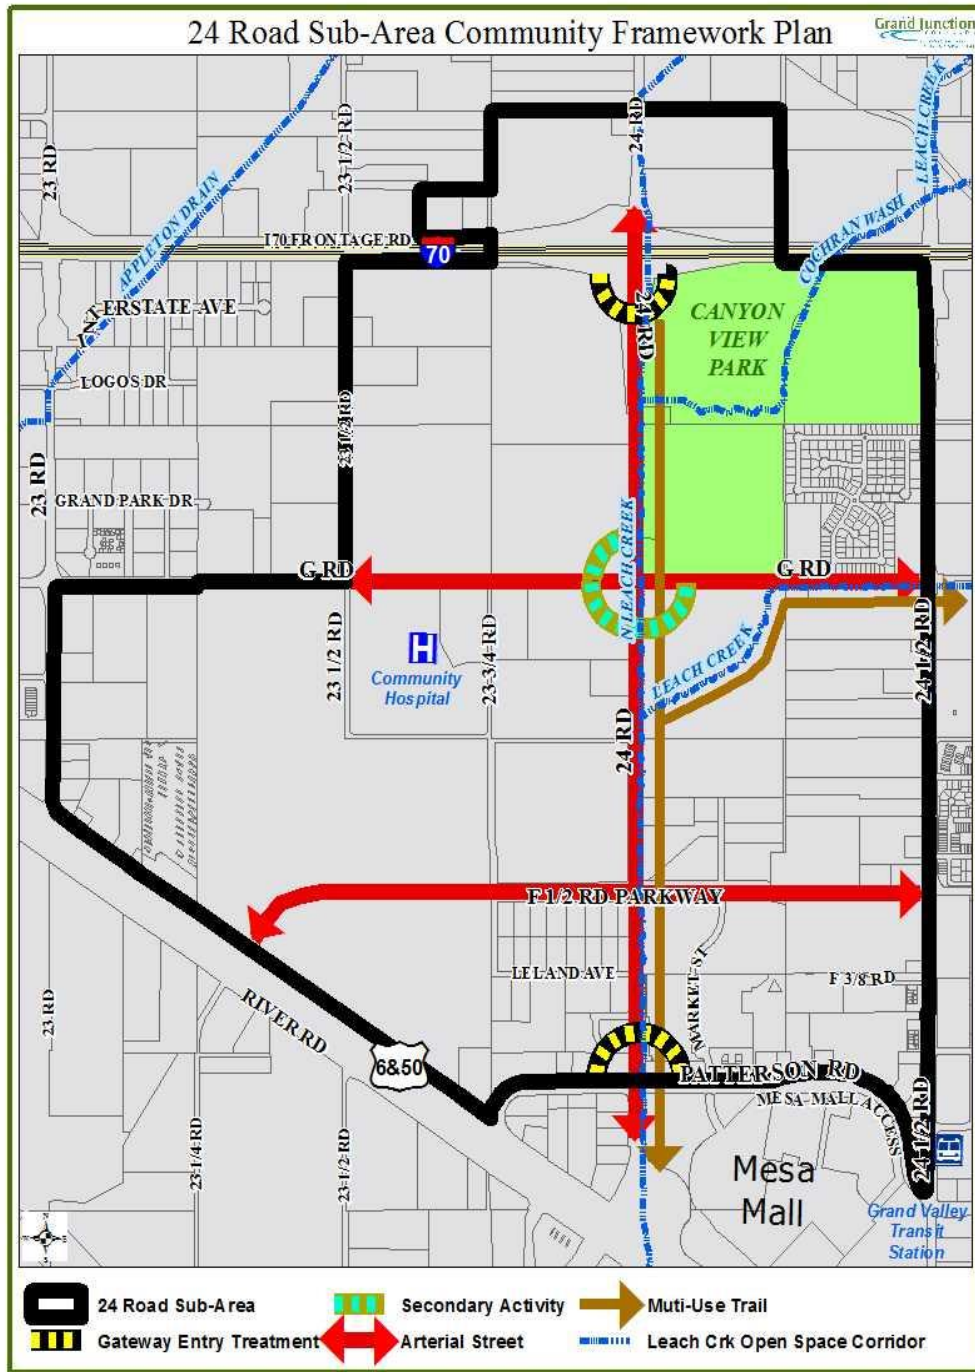 24 Road Sub-Area Community Framework Plan
Grand Junction
24 RD
LEACH CREEK
23 RD
23 1/2 RD
APPLETON DRAIN
COCHRAN WASH
I 70 FRONTAGE RD
70
INTERSTATE AVE
24 RD
CANYON
VIEW
PARK
LOGOS DR
23 1/2 RD
23 RD
GRAND PARK DR
N LEACH CREEK
G RD
G RD
23 1/2 RD
H
Community
Hospital
23 3/4 RD
LEACH CREEK
24 1/2 RD
24 RD
F 1/2 RD PARKWAY
LELAND AVE
MARKET ST
F 3/8 RD
23 RD
RIVER RD
6&50
PATTERSON RD
MESA MALL ACCESS
24 1/2 RD
23 1/4 RD
23 1/2 RD
Mesa
Mall
Grand Valley
Transit
Station
24 Road Sub-Area
Secondary Activity
Muti-Use Trail
Gateway Entry Treatment
Arterial Street
Leach Crk Open Space Corridor